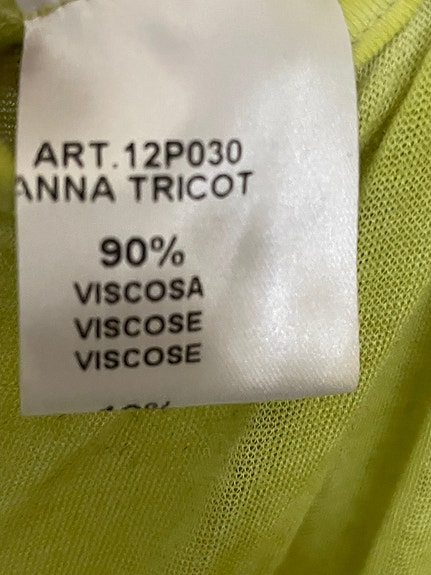 ART.12P030
ANNA TRICOT
90%
VISCOSA
VISCOSE
VISCOSE